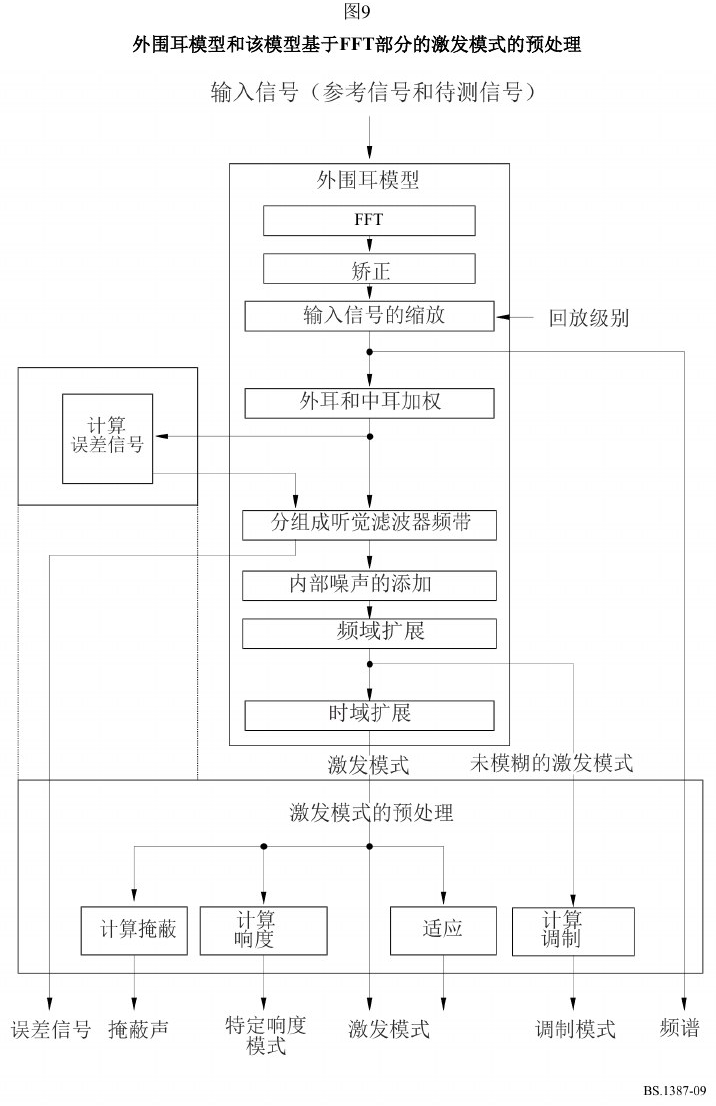 图9
外围耳模型和该模型基于FFT部分的激发模式的预处理
输入信号（参考信号和待测信号）
外围耳模型
FFT
矫正
输入信号的缩放
回放级别
外耳和中耳加权
计算
误差信号
分组成听觉滤波器频带
内部噪声的添加
频域扩展
时域扩展
激发模式
未模糊的激发模式
激发模式的预处理
计算掩蔽
计算
响度
适应
计算
调制
误差信号
掩蔽声
特定响度
模式
激发模式
调制模式
频谱
BS.1387-09